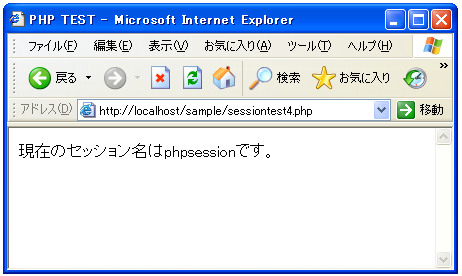 PHP TEST - Microsoft Internet Explorer
ファイル(F) 編集(E) 表示(V) お気に入り(A) ツール(T) ヘルプ(H)
戻る 検索 お気に入り »
アドレス(D) http://localhost/sample/sessiontest4.php 移動
現在のセッション名はphpsessionです。